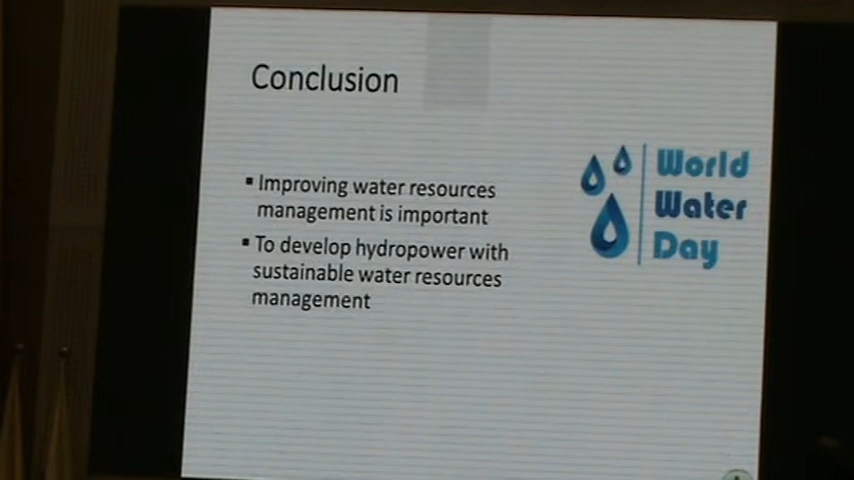 Conclusion
▪ Improving water resources
management is important
▪ To develop hydropower with
sustainable water resources
management
World
Water
Day